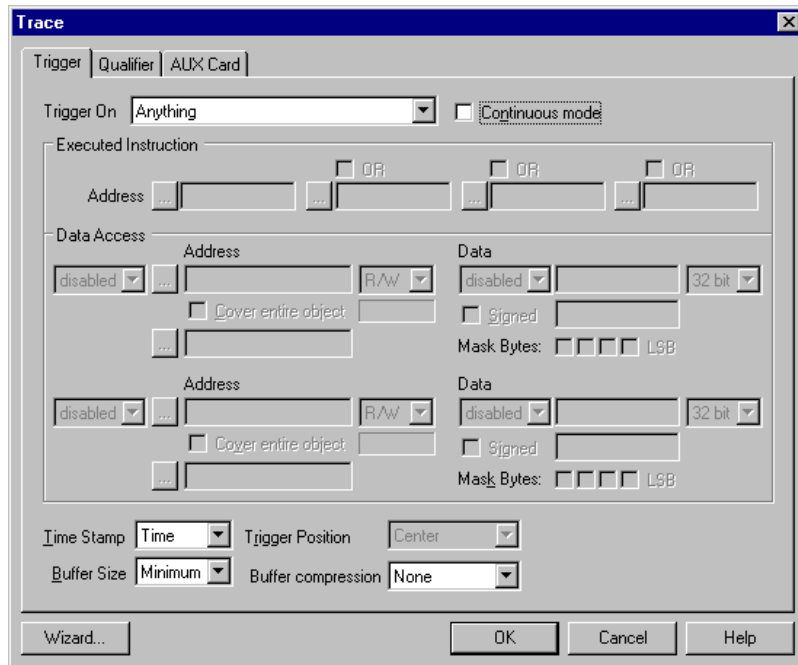 Trace
Trigger Qualifier AUX Card
Trigger On Anything Continuous mode
Executed Instruction
OR OR OR
Address ... ... ... ...
Data Access
Address Data
disabled ... R/W disabled 32 bit
Cover entire object Signed
... Mask Bytes: LSB
Address Data
disabled ... R/W disabled 32 bit
Cover entire object Signed
... Mask Bytes: LSB
Time Stamp Time Trigger Position Center
Buffer Size Minimum Buffer compression None
Wizard... OK Cancel Help